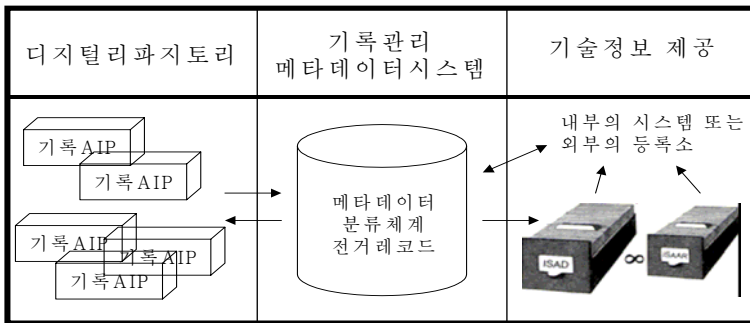 디지털리파지토리
기록관리
메타데이터시스템
기술정보 제공
기록AIP
기록AIP
기록AIP
기록AIP
기록AIP
메타데이터
분류체계
전거레코드
내부의 시스템 또는
외부의 등록소
ISAD
∞
ISAAR